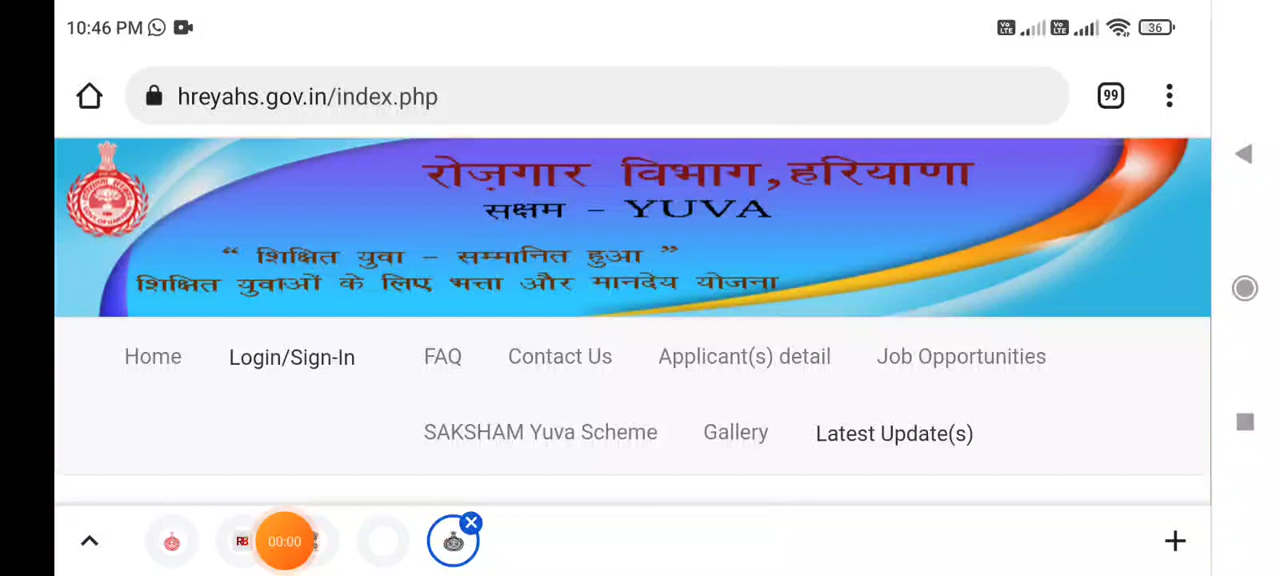 10:46 PM
36
hreyahs.gov.in/index.php
99
रोज़गार विभाग,हरियाणा
सक्षम – YUVA
“ शिक्षित युवा – सम्मानित हुआ ”
शिक्षित युवाओं के लिए भत्ता और मानदेय योजना
Home Login/Sign-In FAQ Contact Us Applicant(s) detail Job Opportunities
SAKSHAM Yuva Scheme Gallery Latest Update(s)
00:00